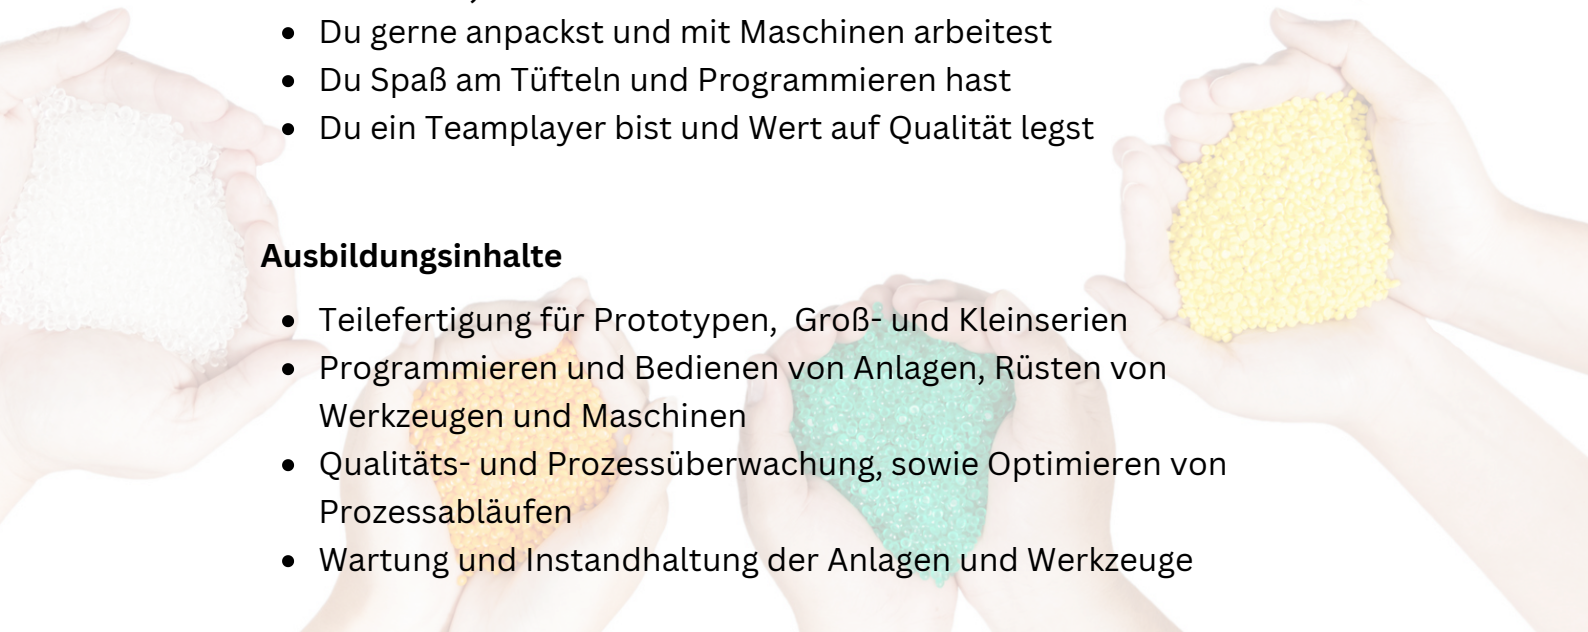 • Du gerne anpackst und mit Maschinen arbeitest
• Du Spaß am Tüfteln und Programmieren hast
• Du ein Teamplayer bist und Wert auf Qualität legst
Ausbildungsinhalte
• Teilefertigung für Prototypen,  Groß- und Kleinserien
• Programmieren und Bedienen von Anlagen, Rüsten von
Werkzeugen und Maschinen
• Qualitäts- und Prozessüberwachung, sowie Optimieren von
Prozessabläufen
• Wartung und Instandhaltung der Anlagen und Werkzeuge